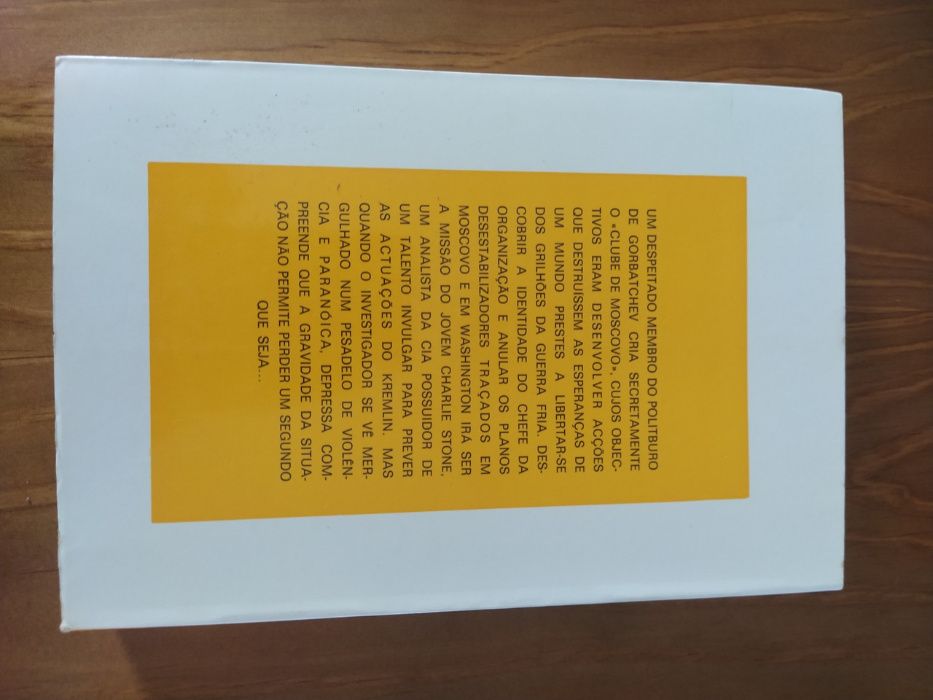 UM DESPEITADO MEMBRO DO POLITBURO
DE GORBATCHEV CRIA SECRETAMENTE
O «CLUBE DE MOSCOVO», CUJOS OBJEC-
TIVOS ERAM DESENVOLVER ACÇÕES
QUE DESTRUÍSSEM AS ESPERANÇAS DE
UM MUNDO PRESTES A LIBERTAR-SE
DOS GRILHÕES DA GUERRA FRIA. DES-
COBRIR A IDENTIDADE DO CHEFE DA
ORGANIZAÇÃO E ANULAR OS PLANOS
DESESTABILIZADORES TRAÇADOS EM
MOSCOVO E EM WASHINGTON IRÁ SER
A MISSÃO DO JOVEM CHARLIE STONE,
UM ANALISTA DA CIA POSSUIDOR DE
UM TALENTO INVULGAR PARA PREVER
AS ACTUAÇÕES DO KREMLIN. MAS
QUANDO O INVESTIGADOR SE VÊ MER-
GULHADO NUM PESADELO DE VIOLÊN-
CIA E PARANÓICA, DEPRESSA COM-
PREENDE QUE A GRAVIDADE DA SITUA-
ÇÃO NÃO PERMITE PERDER UM SEGUNDO
QUE SEJA...